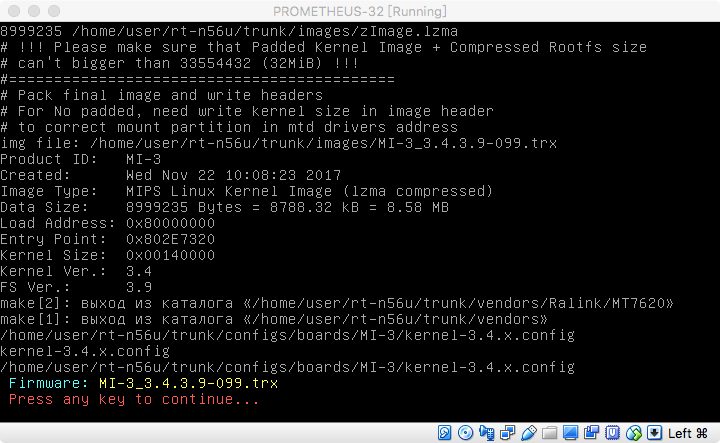 PROMETHEUS-32 [Running]
8999235 /home/user/rt-n56u/trunk/images/zImage.lzma
# !!! Please make sure that Padded Kernel Image + Compressed Rootfs size
# can't bigger than 33554432 (32MiB) !!!
#===========================================
# Pack final image and write headers
# For No padded, need write kernel size in image header
# to correct mount partition in mtd drivers address
img file: /home/user/rt-n56u/trunk/images/MI-3_3.4.3.9-099.trx
Product ID:   MI-3
Created:      Wed Nov 22 10:08:23 2017
Image Type:   MIPS Linux Kernel Image (lzma compressed)
Data Size:    8999235 Bytes = 8788.32 kB = 8.58 MB
Load Address: 0x80000000
Entry Point:  0x802E7320
Kernel Size:  0x00140000
Kernel Ver.:  3.4
FS Ver.:      3.9
make[2]: выход из каталога «/home/user/rt-n56u/trunk/vendors/Ralink/MT7620»
make[1]: выход из каталога «/home/user/rt-n56u/trunk/vendors»
/home/user/rt-n56u/trunk/configs/boards/MI-3/kernel-3.4.x.config
kernel-3.4.x.config
/home/user/rt-n56u/trunk/configs/boards/MI-3/kernel-3.4.x.config
Firmware: MI-3_3.4.3.9-099.trx
Press any key to continue...
Left ⌘